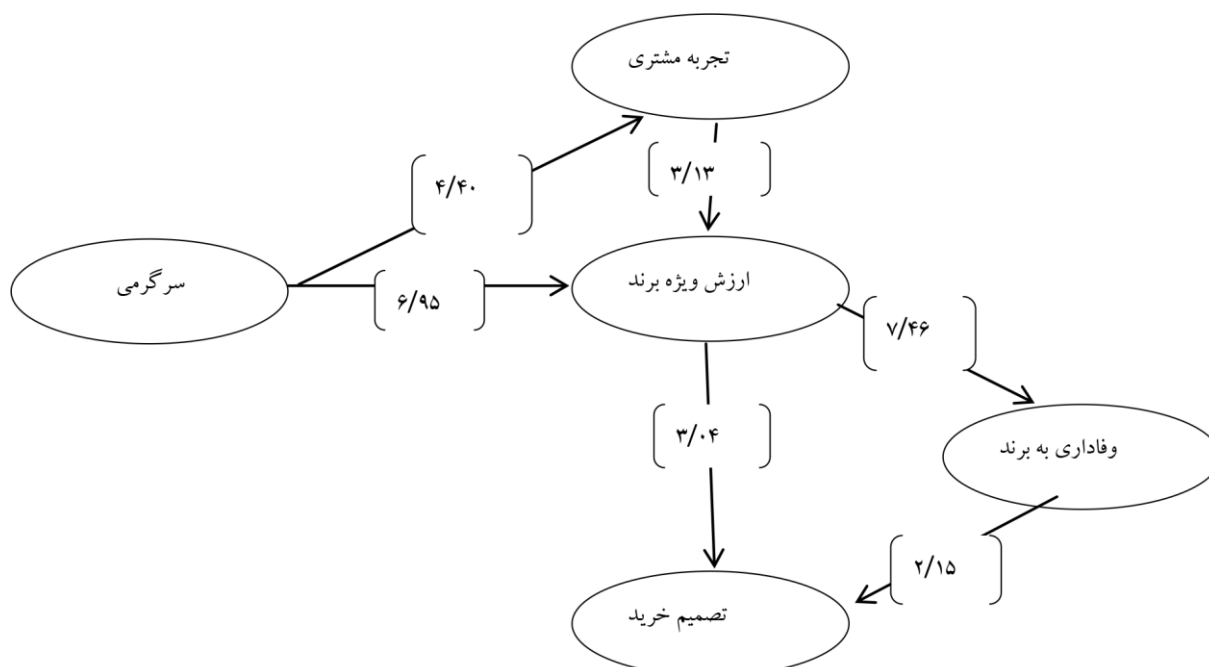 تجربه مشتری
۴/۴۰
۳/۱۳
سرگرمی
ارزش ویژه برند
۶/۹۵
۷/۴۶
۳/۰۴
وفاداری به برند
۲/۱۵
تصمیم خرید